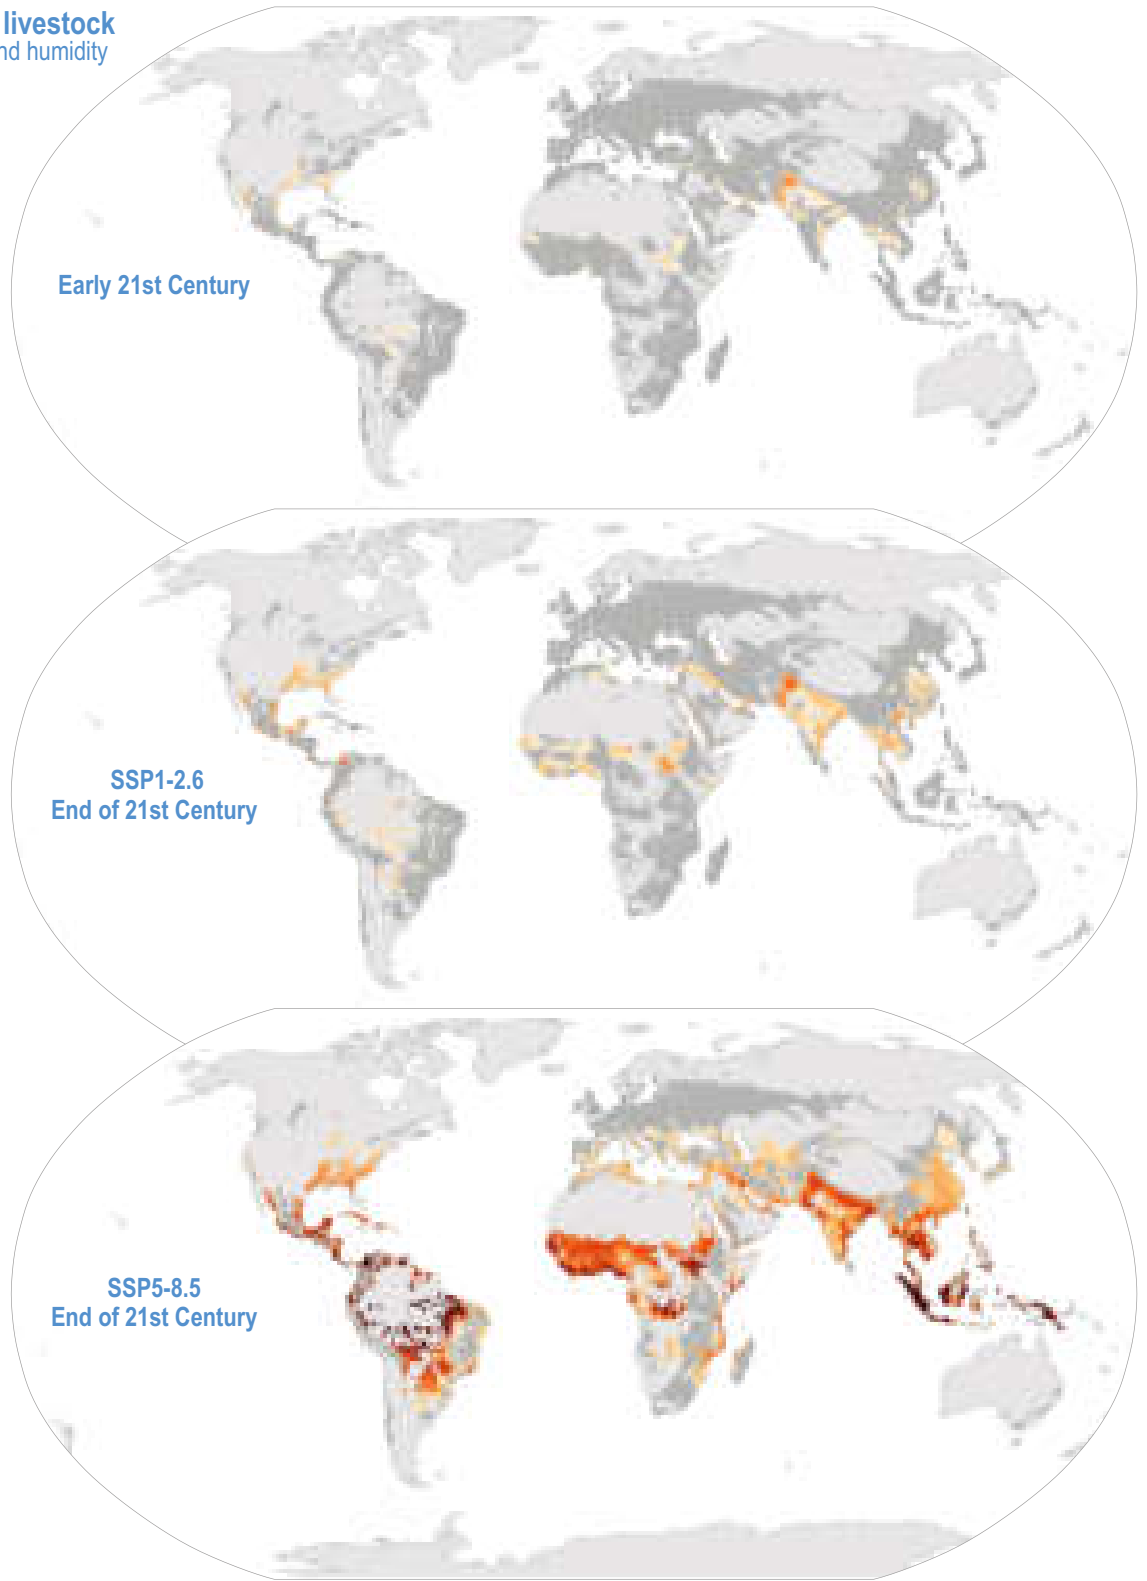 livestock
nd humidity
Early 21st Century
SSP1-2.6
End of 21st Century
SSP5-8.5
End of 21st Century